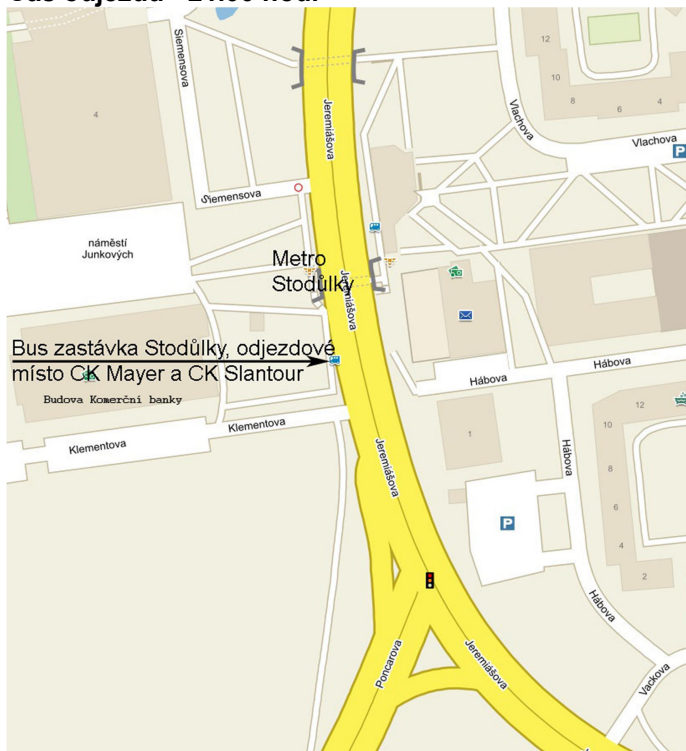 Siemensova
4
Jeremiášova
12
10
8
6
4
Vlachova
Vlachova
P
Siemensova
náměstí
Junkových
Metro
Stodůlky
Jeremiášova
Bus zastávka Stodůlky, odjezdové
místo CK Mayer a CK Slantour
Budova Komerční banky
Hábova
Hábova
Klementova
Klementova
Jeremiášova
1
Hábova
12
10
8
6
4
2
P
Hábova
Poncarova
Jeremiášova
Vackova